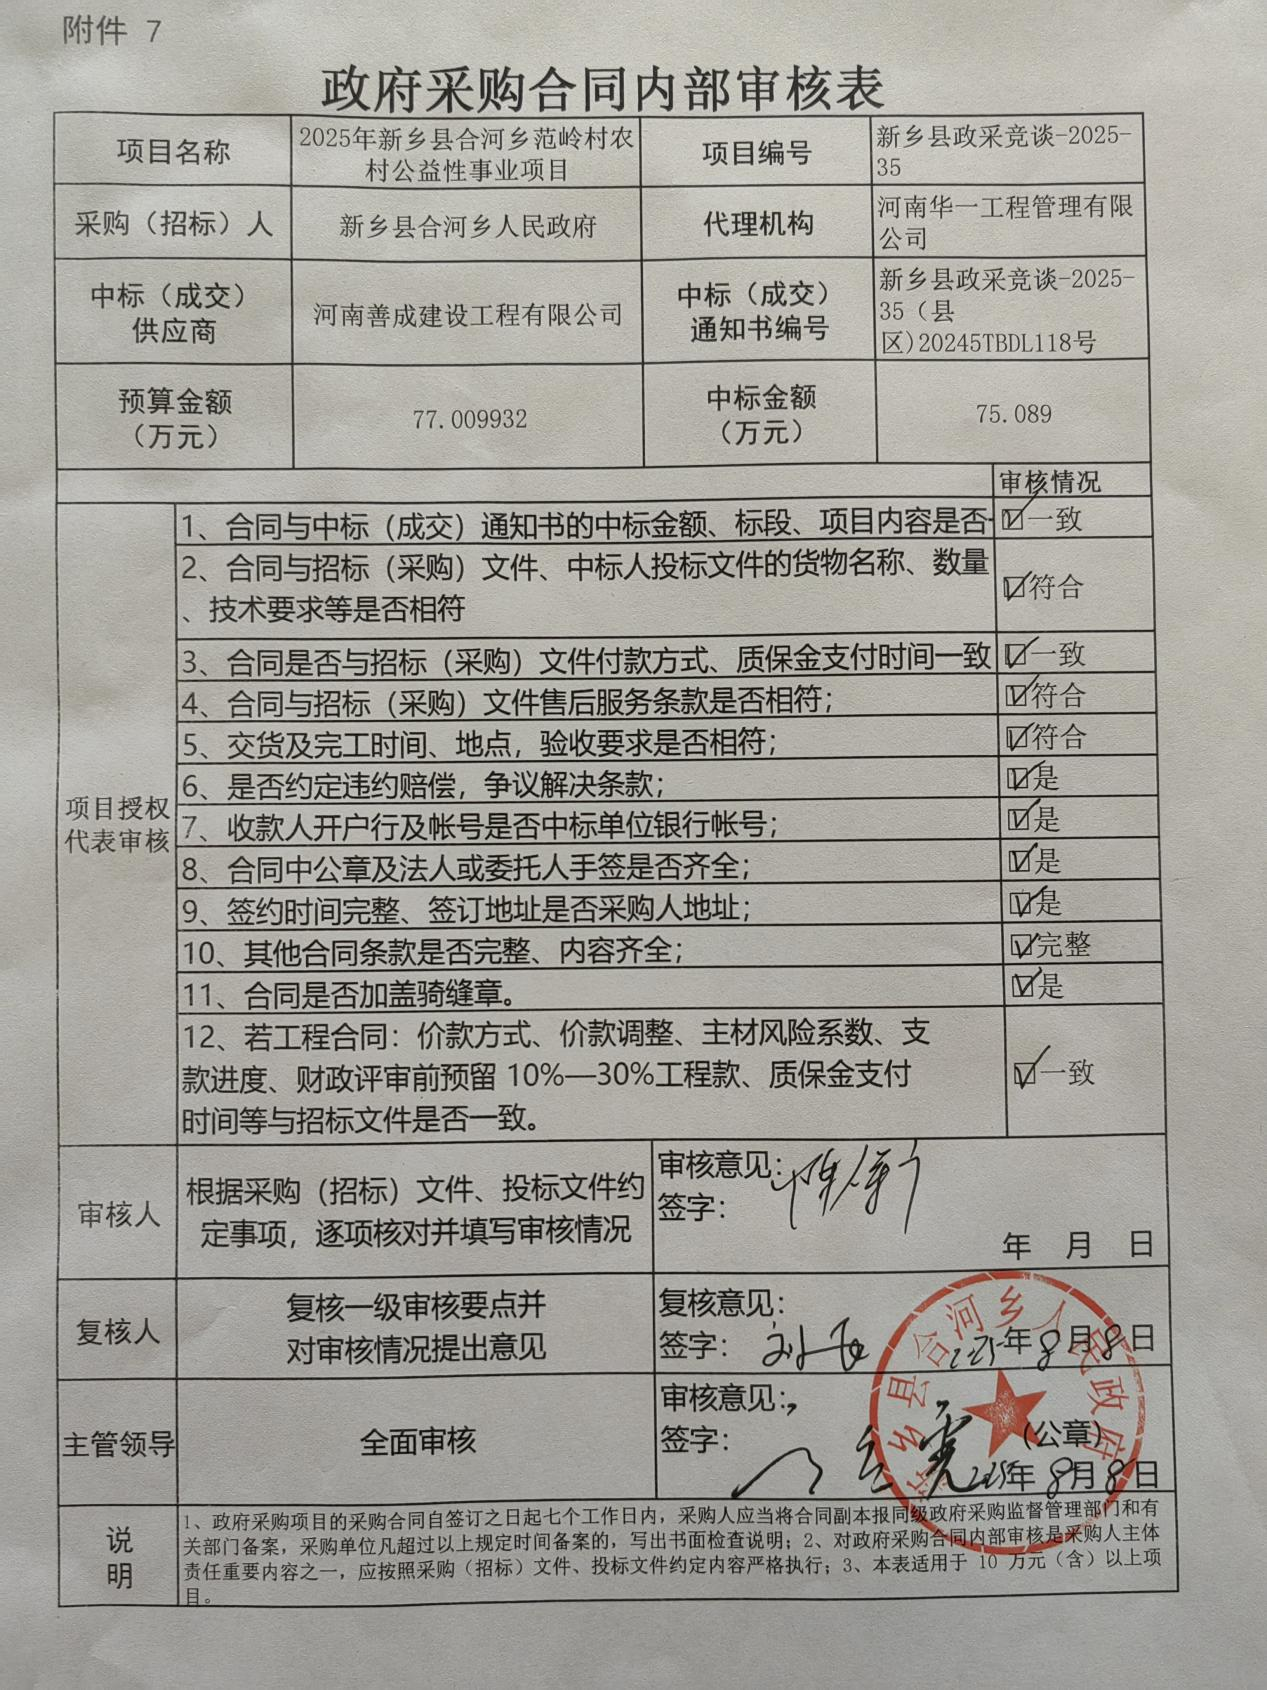 附件 7
政府采购合同内部审核表
项目名称
2025年新乡县合河乡范岭村农
村公益性事业项目
项目编号
新乡县政采竞谈-2025-
35
采购（招标）人
新乡县合河乡人民政府
代理机构
河南华一工程管理有限
公司
中标（成交）
供应商
河南善成建设工程有限公司
中标（成交）
通知书编号
新乡县政采竞谈-2025-
35（县
区)20245TBDL118号
预算金额
（万元）
77.009932
中标金额
（万元）
75.089
审核情况
项目授权
代表审核
1、合同与中标（成交）通知书的中标金额、标段、项目内容是否
☑一致
2、合同与招标（采购）文件、中标人投标文件的货物名称、数量
、技术要求等是否相符
☑符合
3、合同是否与招标（采购）文件付款方式、质保金支付时间一致
☑一致
4、合同与招标（采购）文件售后服务条款是否相符；
☑符合
5、交货及完工时间、地点，验收要求是否相符；
☑符合
6、是否约定违约赔偿，争议解决条款；
☑是
7、收款人开户行及帐号是否中标单位银行帐号；
☑是
8、合同中公章及法人或委托人手签是否齐全；
☑是
9、签约时间完整、签订地址是否采购人地址；
☑是
10、其他合同条款是否完整、内容齐全；
☑完整
11、合同是否加盖骑缝章。
☑是
12、若工程合同：价款方式、价款调整、主材风险系数、支
款进度、财政评审前预留 10%—30%工程款、质保金支付
时间等与招标文件是否一致。
☑一致
审核人
根据采购（招标）文件、投标文件约
定事项，逐项核对并填写审核情况
审核意见：
签字：
年 月 日
复核人
复核一级审核要点并
对审核情况提出意见
复核意见：
签字：
2025年8月8日
主管领导
全面审核
审核意见：
签字：
（公章）
2025年8月8日
新乡县合河乡人民政府
说
明
1、政府采购项目的采购合同自签订之日起七个工作日内，采购人应当将合同副本报同级政府采购监督管理部门和有
关部门备案，采购单位凡超过以上规定时间备案的，写出书面检查说明；2、对政府采购合同内部审核是采购人主体
责任重要内容之一，应按照采购（招标）文件、投标文件约定内容严格执行；3、本表适用于 10 万元（含）以上项
目。